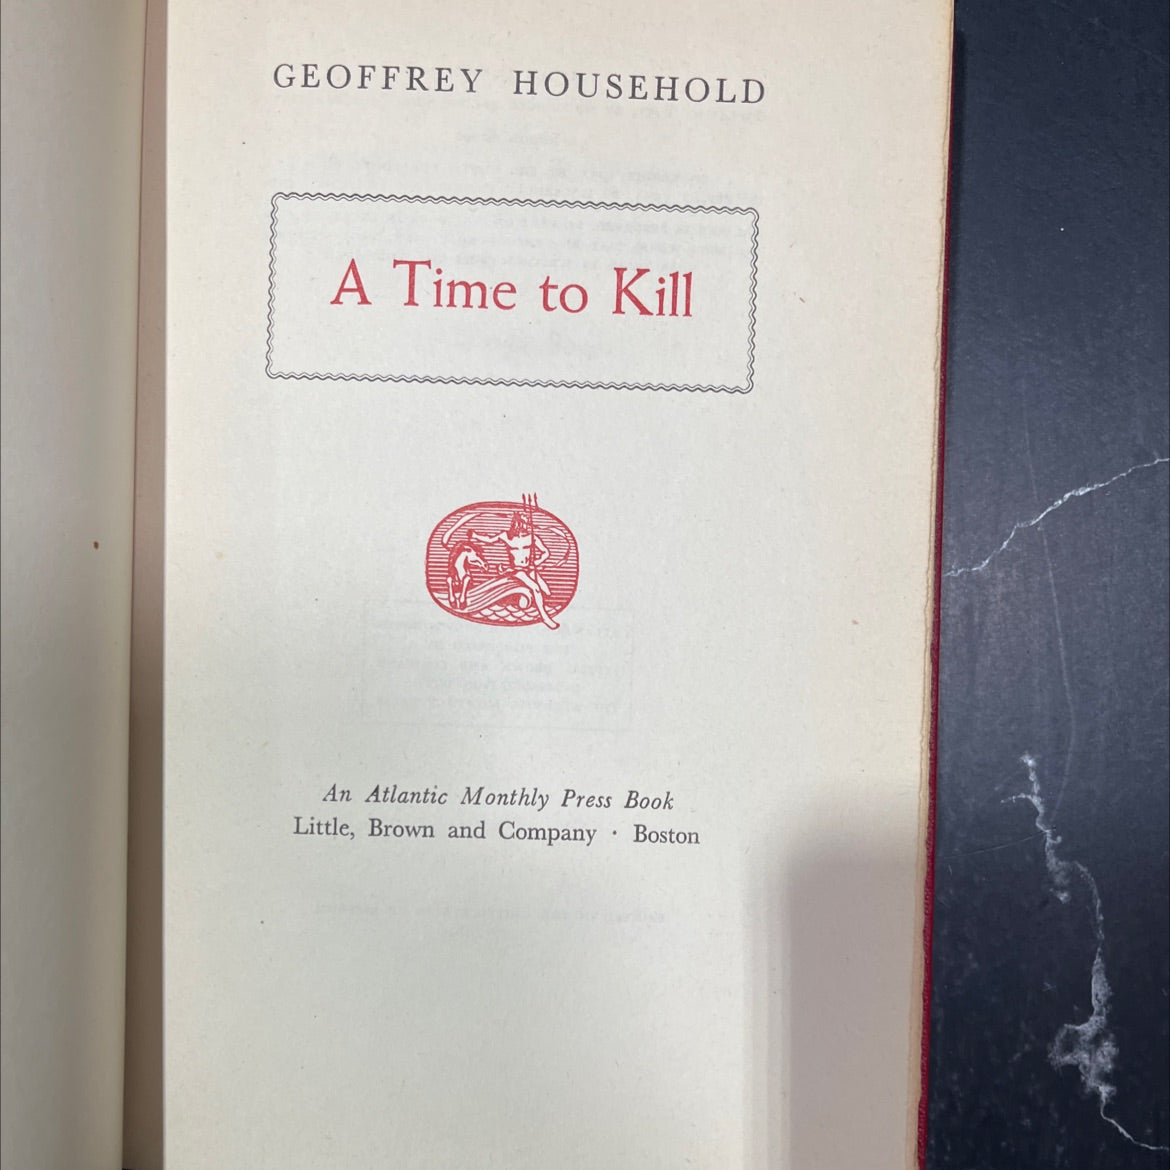 GEOFFREY HOUSEHOLD
A Time to Kill
An Atlantic Monthly Press Book
Little, Brown and Company · Boston